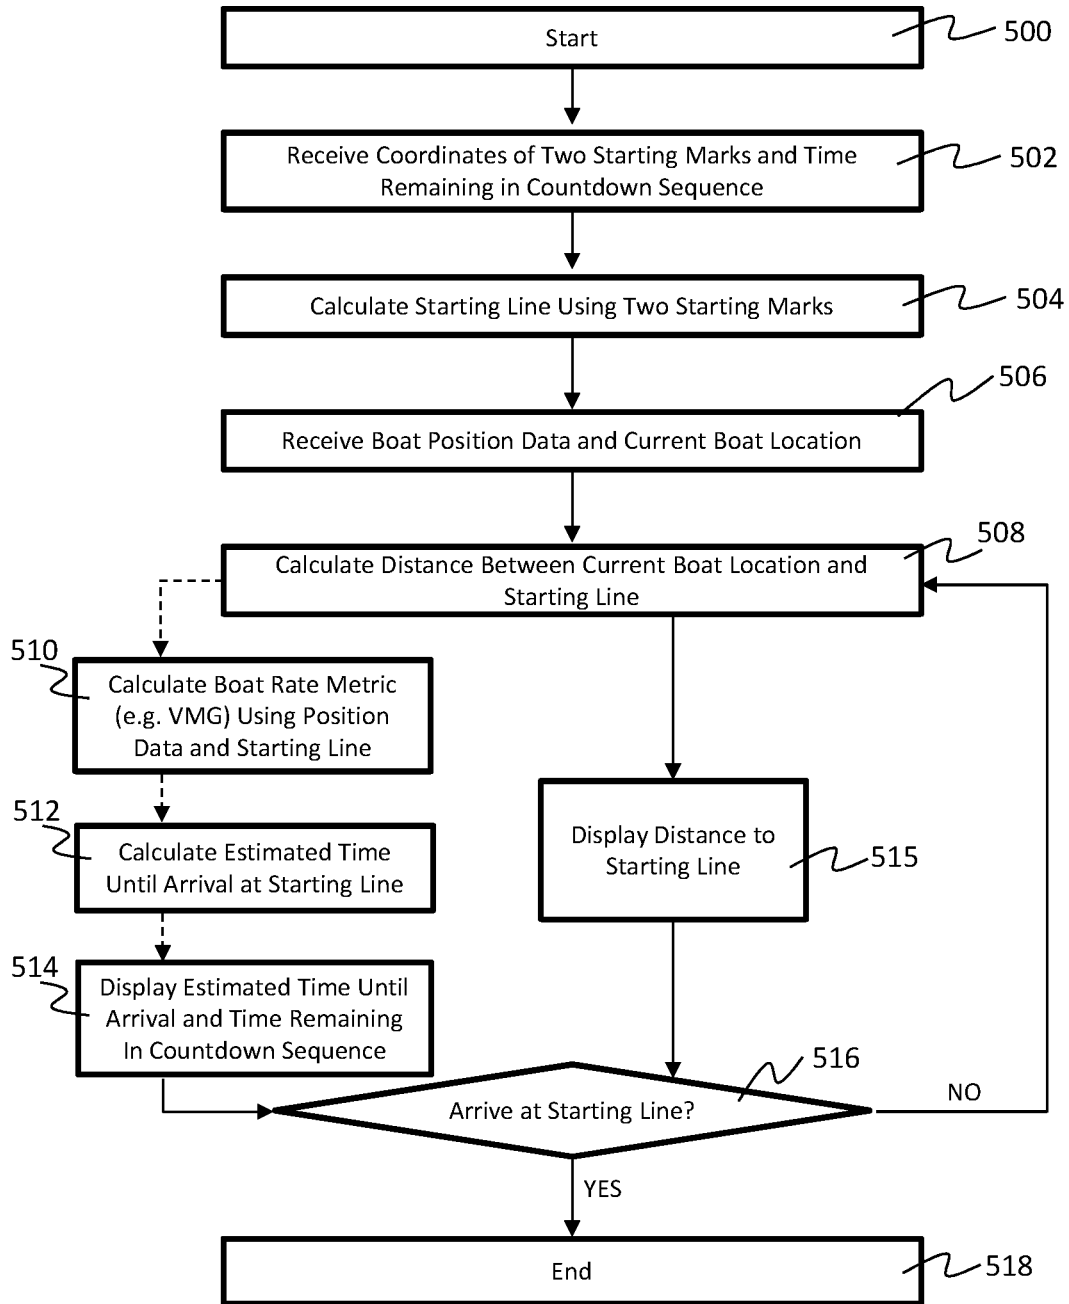 Start
500
Receive Coordinates of Two Starting Marks and Time
Remaining in Countdown Sequence
502
Calculate Starting Line Using Two Starting Marks
504
506
Receive Boat Position Data and Current Boat Location
508
Calculate Distance Between Current Boat Location and
Starting Line
510
Calculate Boat Rate Metric
(e.g. VMG) Using Position
Data and Starting Line
512
Calculate Estimated Time
Until Arrival at Starting Line
Display Distance to
Starting Line
515
514
Display Estimated Time Until
Arrival and Time Remaining
In Countdown Sequence
516
Arrive at Starting Line?
NO
YES
End
518